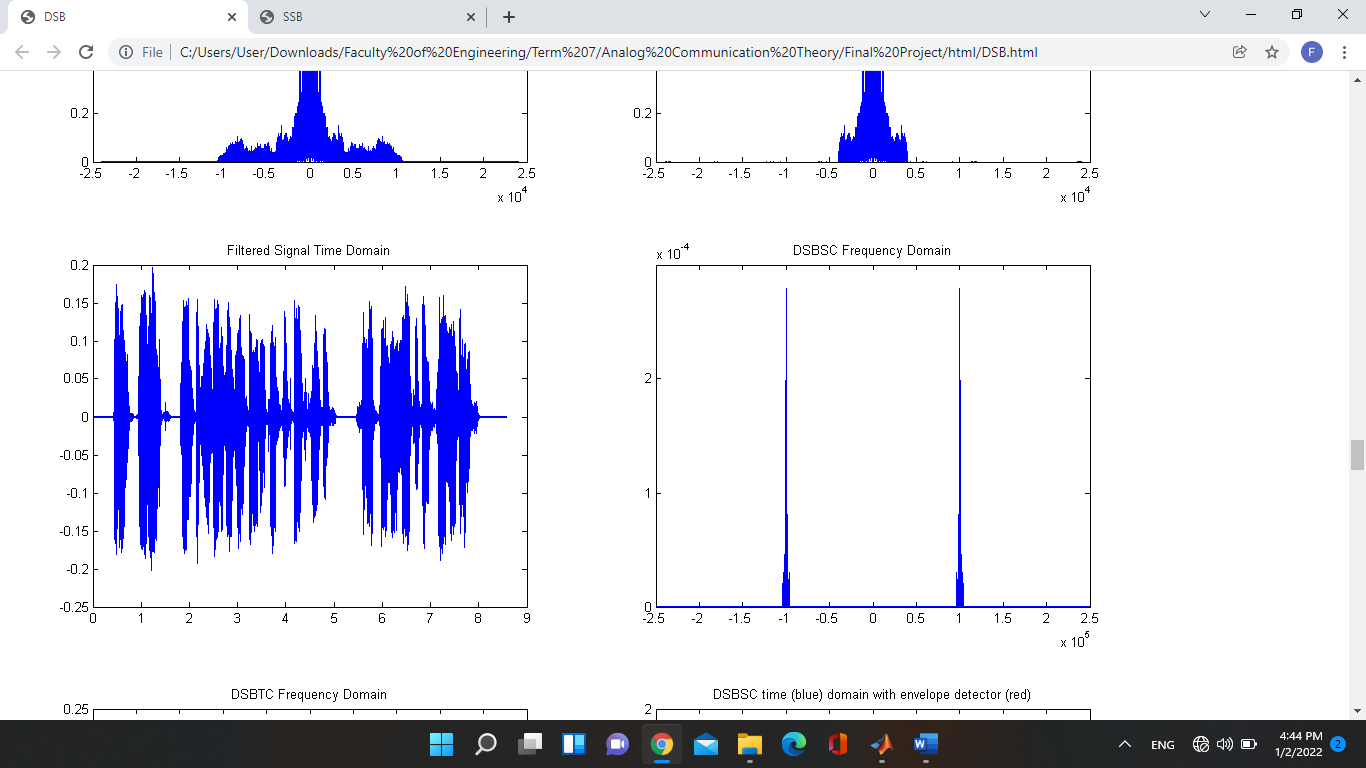 DSB
SSB
File
C:/Users/User/Downloads/Faculty%20of%20Engineering/Term%207/Analog%20Communication%20Theory/Final%20Project/html/DSB.html
F
0.2
0
-2.5 -2 -1.5 -1 -0.5 0 0.5 1 1.5 2 2.5
x 10^4
0.2
0
-2.5 -2 -1.5 -1 -0.5 0 0.5 1 1.5 2 2.5
x 10^4
Filtered Signal Time Domain
0.2
0.15
0.1
0.05
0
-0.05
-0.1
-0.15
-0.2
-0.25
0 1 2 3 4 5 6 7 8 9
x 10^-4
DSBSC Frequency Domain
2
1
0
-2.5 -2 -1.5 -1 -0.5 0 0.5 1 1.5 2 2.5
x 10^5
DSBTC Frequency Domain
0.25
DSBSC time (blue) domain with envelope detector (red)
2
ENG
4:44 PM
1/2/2022
2